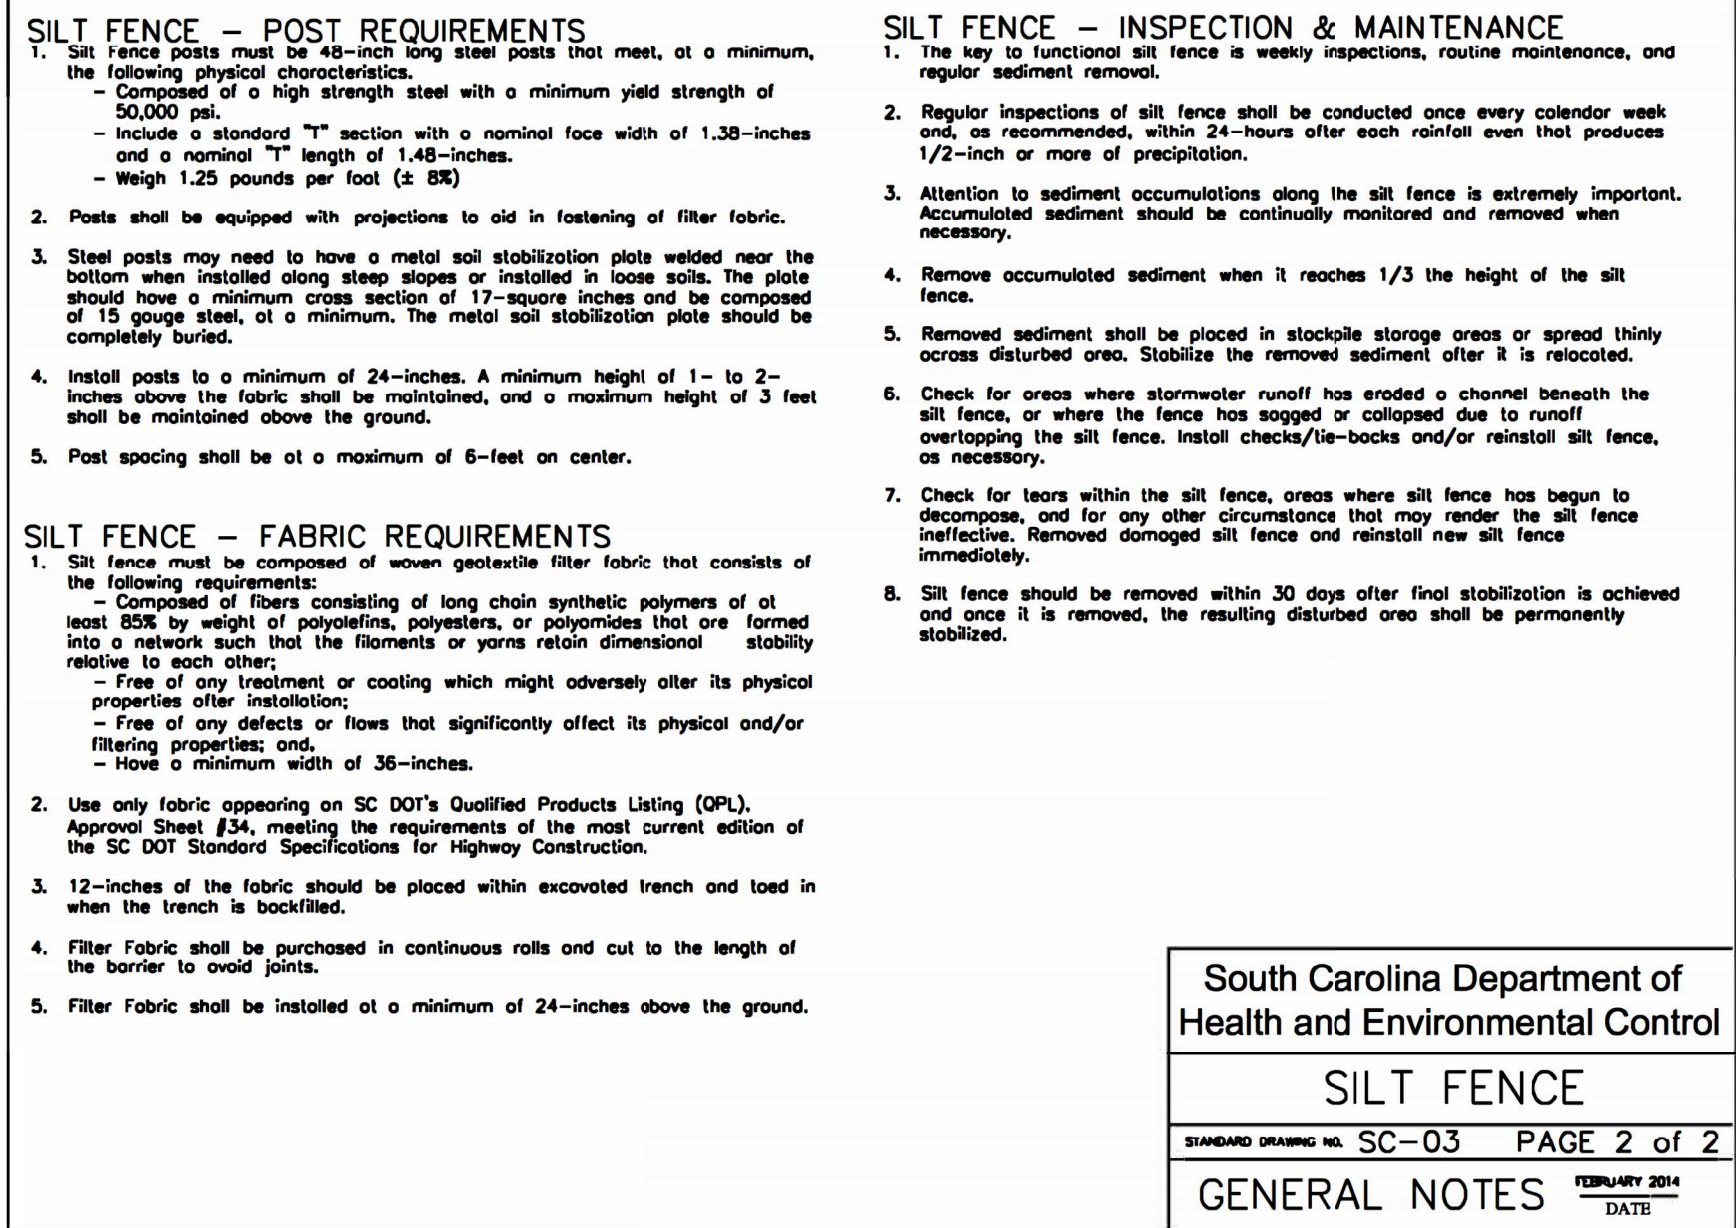 SILT FENCE – POST REQUIREMENTS
1. Silt Fence posts must be 48-inch long steel posts that meet, at a minimum,
the following physical characteristics.
– Composed of a high strength steel with a minimum yield strength of
50,000 psi.
– Include a standard "T" section with a nominal face width of 1.38-inches
and a nominal "T" length of 1.48-inches.
– Weigh 1.25 pounds per foot (± 8%)
2. Posts shall be equipped with projections to aid in fastening of filter fabric.
3. Steel posts may need to have a metal soil stabilization plate welded near the
bottom when installed along steep slopes or installed in loose soils. The plate
should have a minimum cross section of 17-square inches and be composed
of 15 gauge steel, at a minimum. The metal soil stabilization plate should be
completely buried.
4. Install posts to a minimum of 24-inches. A minimum height of 1- to 2-
inches above the fabric shall be maintained, and a maximum height of 3 feet
shall be maintained above the ground.
5. Post spacing shall be at a maximum of 6-feet on center.
SILT FENCE – FABRIC REQUIREMENTS
1. Silt fence must be composed of woven geotextile filter fabric that consists of
the following requirements:
– Composed of fibers consisting of long chain synthetic polymers of at
least 85% by weight of polyolefins, polyesters, or polyamides that are formed
into a network such that the filaments or yarns retain dimensional stability
relative to each other;
– Free of any treatment or coating which might adversely alter its physical
properties after installation;
– Free of any defects or flaws that significantly affect its physical and/or
filtering properties; and,
– Have a minimum width of 36-inches.
2. Use only fabric appearing on SC DOT's Qualified Products Listing (QPL),
Approval Sheet #34, meeting the requirements of the most current edition of
the SC DOT Standard Specifications for Highway Construction.
3. 12-inches of the fabric should be placed within excavated trench and toed in
when the trench is backfilled.
4. Filter Fabric shall be purchased in continuous rolls and cut to the length of
the barrier to avoid joints.
5. Filter Fabric shall be installed at a minimum of 24-inches above the ground.
SILT FENCE – INSPECTION & MAINTENANCE
1. The key to functional silt fence is weekly inspections, routine maintenance, and
regular sediment removal.
2. Regular inspections of silt fence shall be conducted once every calendar week
and, as recommended, within 24-hours after each rainfall even that produces
1/2-inch or more of precipitation.
3. Attention to sediment accumulations along the silt fence is extremely important.
Accumulated sediment should be continually monitored and removed when
necessary.
4. Remove accumulated sediment when it reaches 1/3 the height of the silt
fence.
5. Removed sediment shall be placed in stockpile storage areas or spread thinly
across disturbed area. Stabilize the removed sediment after it is relocated.
6. Check for areas where stormwater runoff has eroded a channel beneath the
silt fence, or where the fence has sagged or collapsed due to runoff
overtopping the silt fence. Install checks/tie-backs and/or reinstall silt fence,
as necessary.
7. Check for tears within the silt fence, areas where silt fence has begun to
decompose, and for any other circumstance that may render the silt fence
ineffective. Removed damaged silt fence and reinstall new silt fence
immediately.
8. Silt fence should be removed within 30 days after final stabilization is achieved
and once it is removed, the resulting disturbed area shall be permanently
stabilized.
South Carolina Department of
Health and Environmental Control
SILT FENCE
STANDARD DRAWING NO. SC-03 PAGE 2 of 2
GENERAL NOTES FEBRUARY 2014
DATE